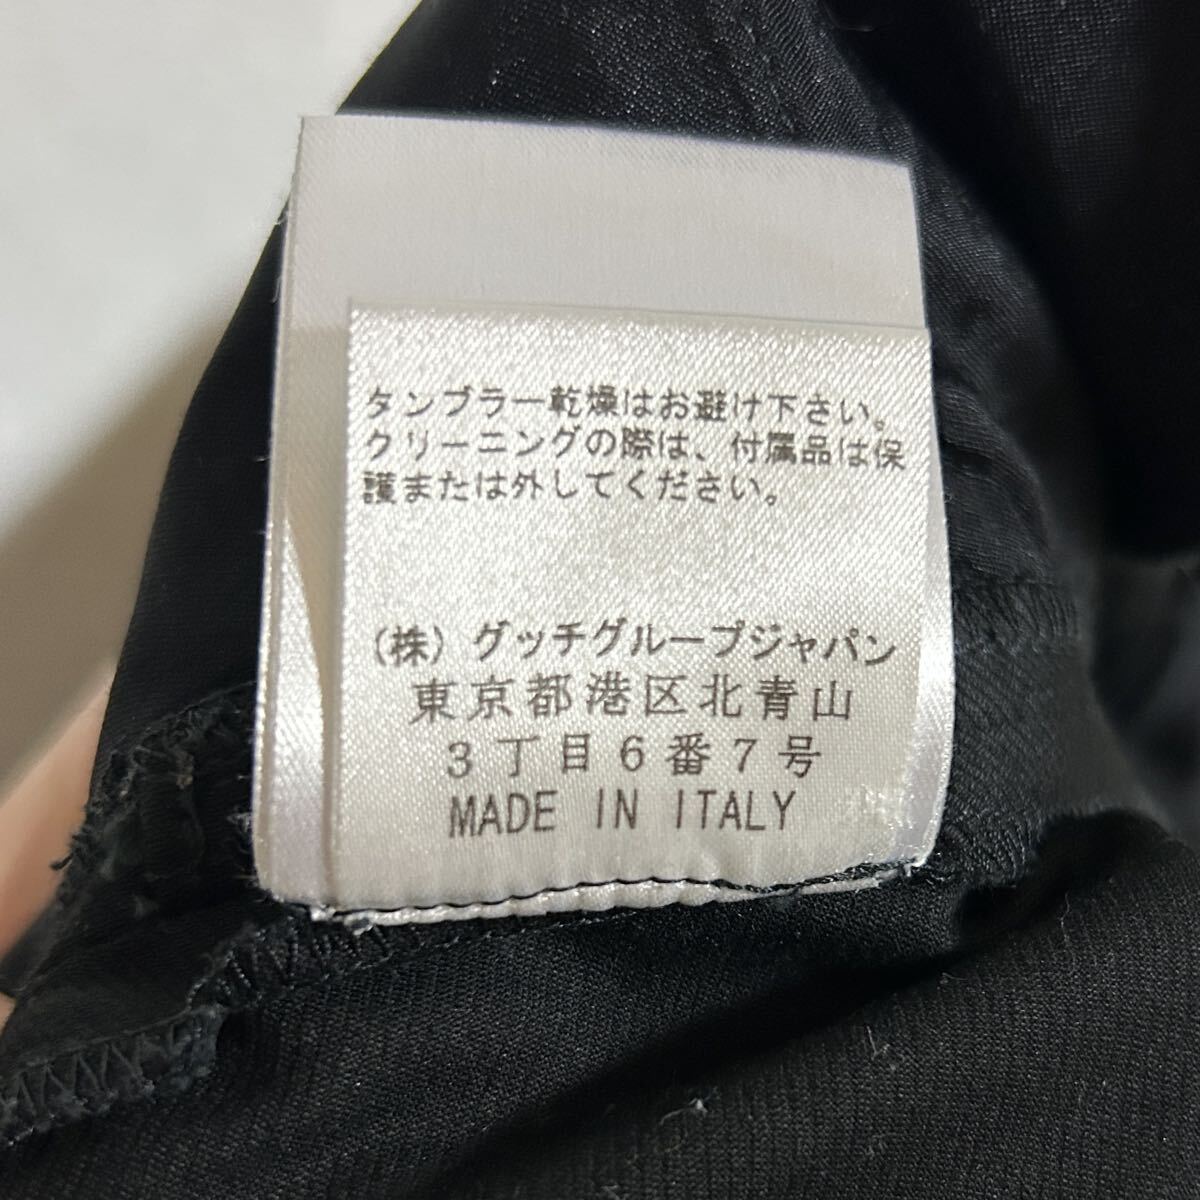 タンブラー乾燥はお避け下さい。
クリーニングの際は、付属品は保
護または外してください。
(株)グッチグループジャパン
東京都港区北青山
3丁目6番7号
MADE IN ITALY